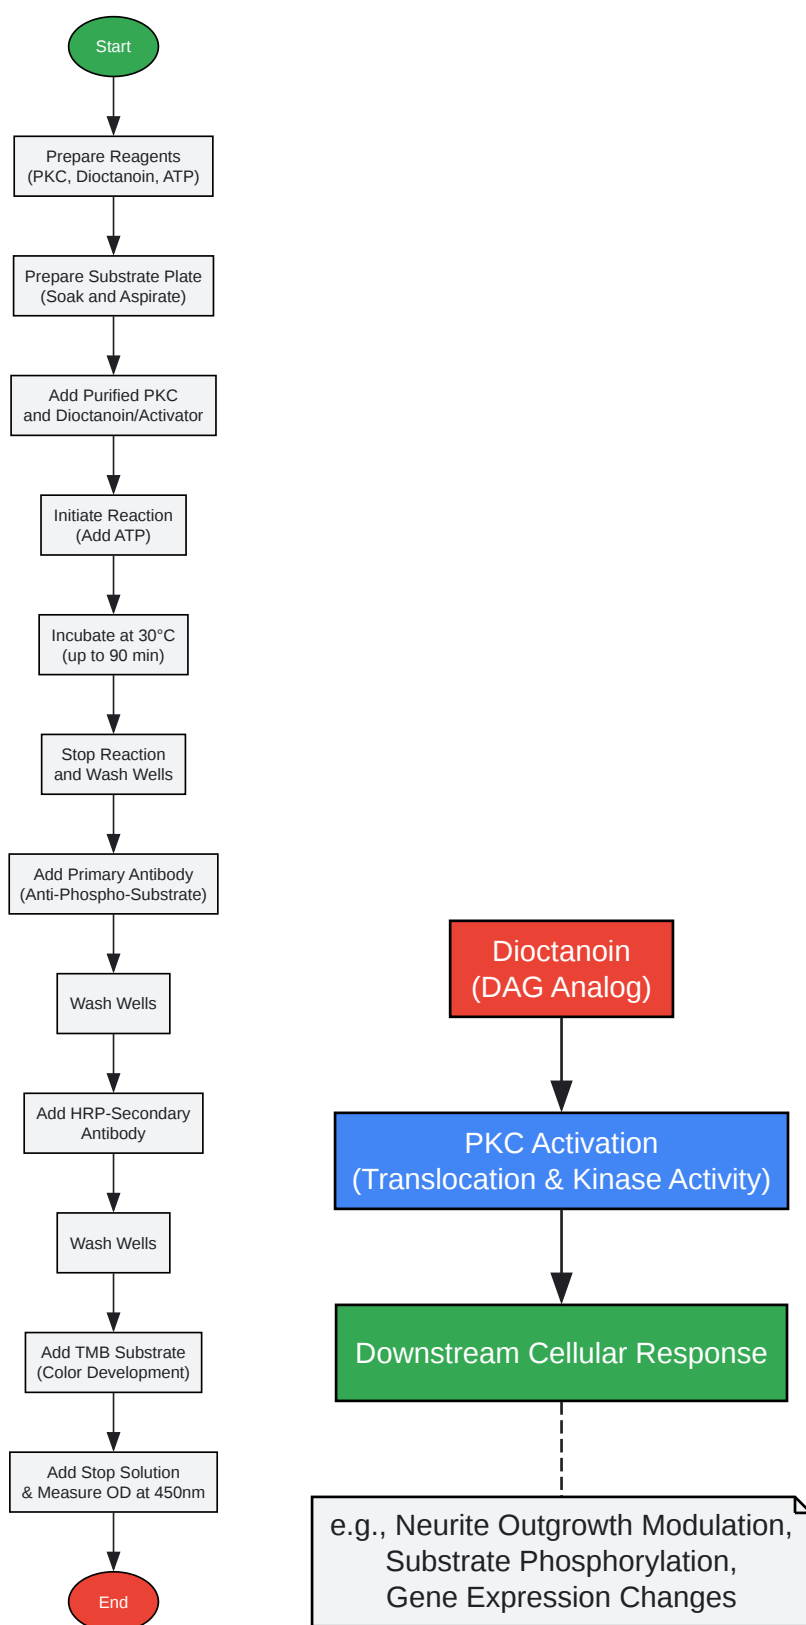 Start
Prepare Reagents
(PKC, Dioctanoin, ATP)
Prepare Substrate Plate
(Soak and Aspirate)
Add Purified PKC
and Dioctanoin/Activator
Initiate Reaction
(Add ATP)
Incubate at 30°C
(up to 90 min)
Stop Reaction
and Wash Wells
Add Primary Antibody
(Anti-Phospho-Substrate)
Wash Wells
Add HRP-Secondary
Antibody
Wash Wells
Add TMB Substrate
(Color Development)
Add Stop Solution
& Measure OD at 450nm
End
Dioctanoin
(DAG Analog)
PKC Activation
(Translocation & Kinase Activity)
Downstream Cellular Response
e.g., Neurite Outgrowth Modulation,
Substrate Phosphorylation,
Gene Expression Changes